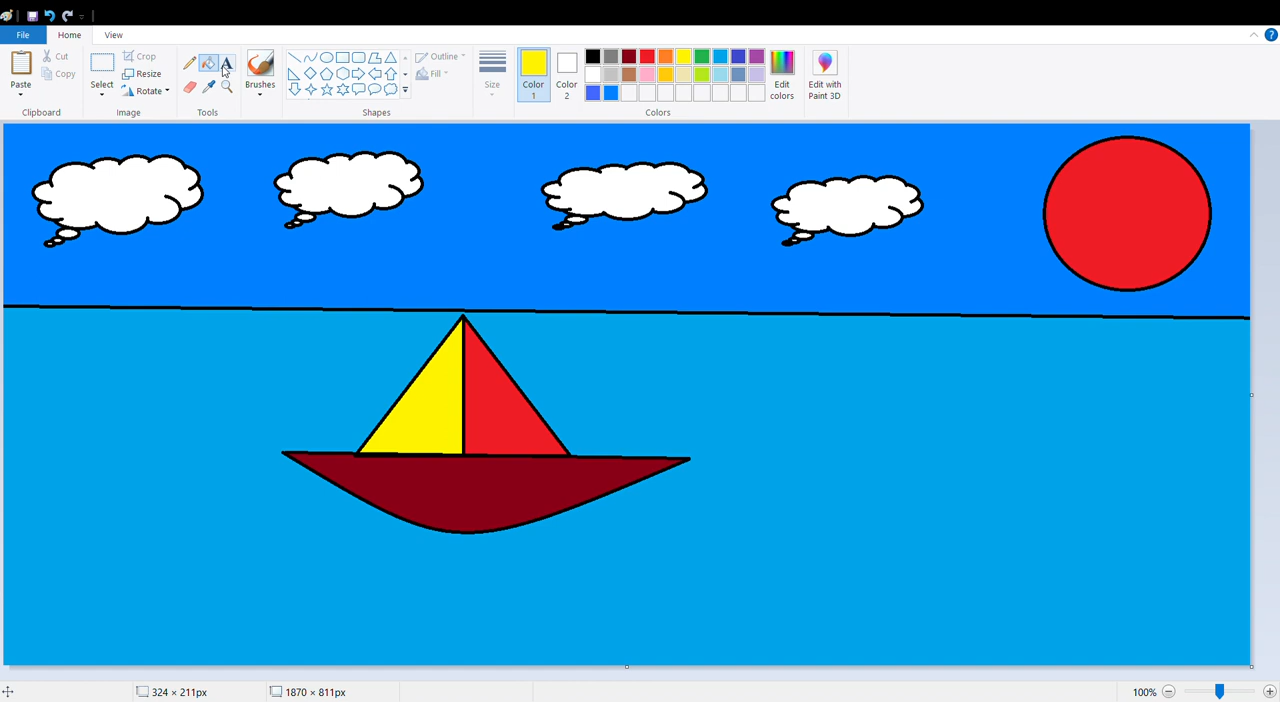 File Home View
Paste Cut Copy
Clipboard
Select Crop Resize Rotate
Image
A
Tools
Brushes
Outline Fill
Shapes
Size
Color 1 Color 2
Edit colors
Colors
Edit with Paint 3D
?
324 × 211px 1870 × 811px 100%